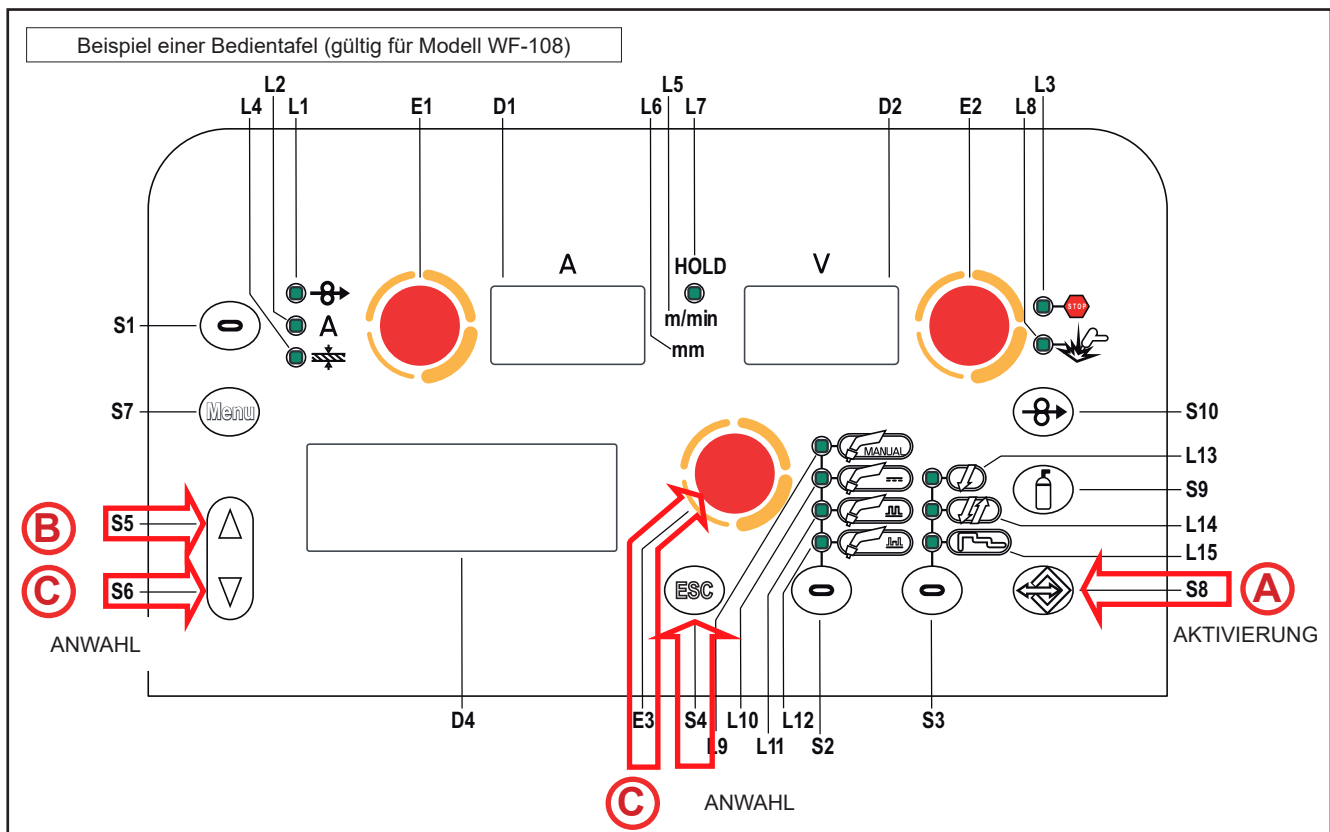 Beispiel einer Bedientafel (gültig für Modell WF-108)
L2 L5 L3
L4 L1 E1 D1 L6 L7 D2 E2 L8
A HOLD V
STOP
S1 A m/min
mm
S7 Menu S10
MANUAL
L13
S9
B S5 L14
L15
C S6 ESC S8 A
ANWAHL AKTIVIERUNG
D4 E3 S4 L10 L12 S3
L9 L11 S2
C ANWAHL